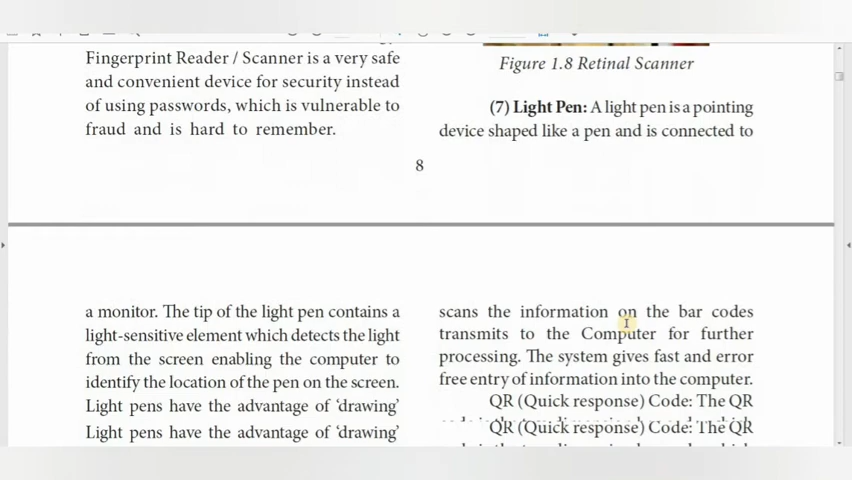 Fingerprint Reader / Scanner is a very safe
and convenient device for security instead
of using passwords, which is vulnerable to
fraud and is hard to remember.
Figure 1.8 Retinal Scanner
(7) Light Pen: A light pen is a pointing
device shaped like a pen and is connected to
8
a monitor. The tip of the light pen contains a
light-sensitive element which detects the light
from the screen enabling the computer to
identify the location of the pen on the screen.
Light pens have the advantage of ‘drawing’
Light pens have the advantage of ‘drawing’
scans the information on the bar codes
transmits to the Computer for further
processing. The system gives fast and error
free entry of information into the computer.
QR (Quick response) Code: The QR
QR (Quick response) Code: The QR